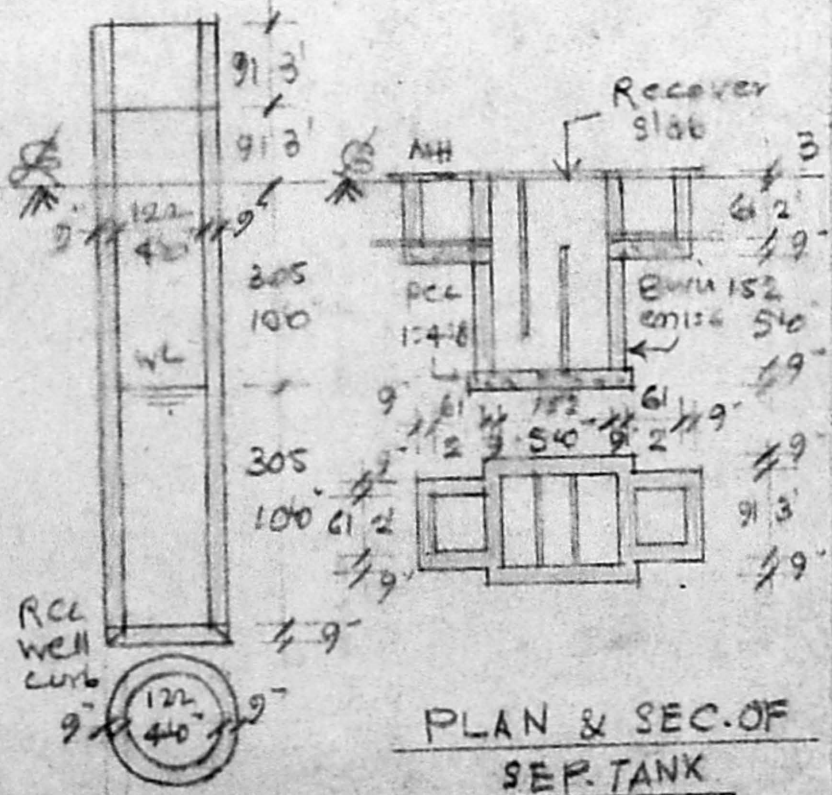 91 3'
91 3'
9" 122 9"
4'0"
305
10'0"
WL
305
10'0"
9"
RCC
well
curb
9" 122 9"
4'0"
MH
Recover
slab
3
61 2'
9"
PCC
1:4:8
152
5'0"
9"
9" 61 152 61 9"
2 9 5'0" 9" 2
9"
61 2'
9"
9"
91 3'
9"
PLAN & SEC. OF
SEP. TANK